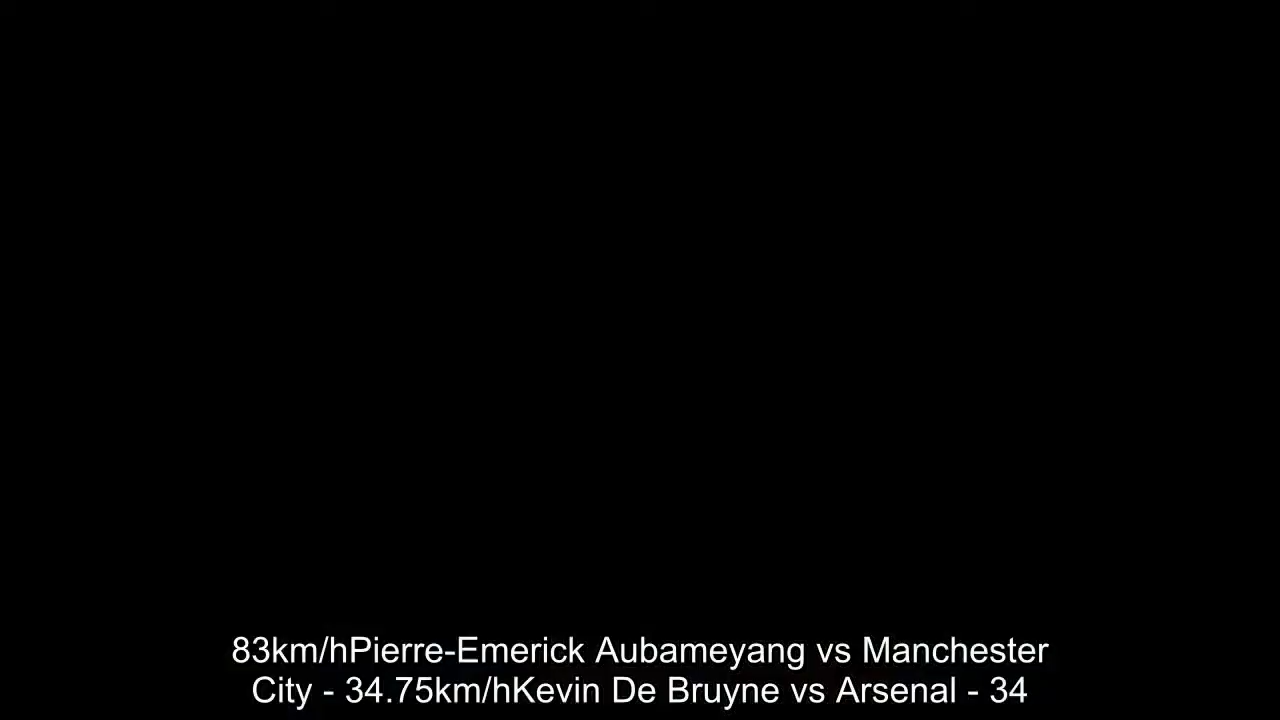 83km/hPierre-Emerick Aubameyang vs Manchester
City - 34.75km/hKevin De Bruyne vs Arsenal - 34